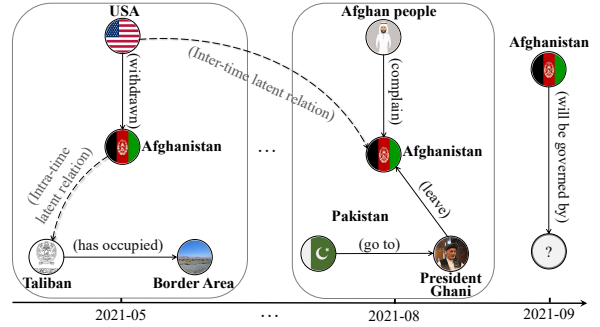 USA
(withdrawn)
Afghanistan
(Intra-time
latent relation)
Taliban
(has occupied)
Border Area
(Inter-time latent relation)
...
Afghan people
(complain)
Afghanistan
(leave)
Pakistan
(go to)
President
Ghani
Afghanistan
(will be governed by)
?
2021-05
...
2021-08
2021-09